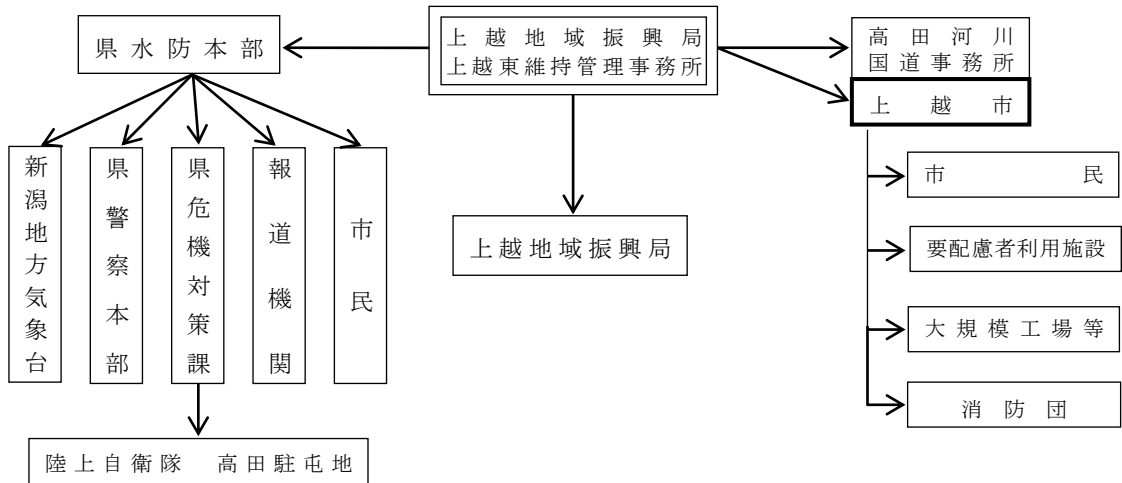 県水防本部
上越地域振興局
上越東維持管理事務所
高田河川
国道事務所
上越市
新潟地方気象台
県警察本部
県危機対策課
報道機関
市民
上越地域振興局
市民
要配慮者利用施設
大規模工場等
消防団
陸上自衛隊　高田駐屯地